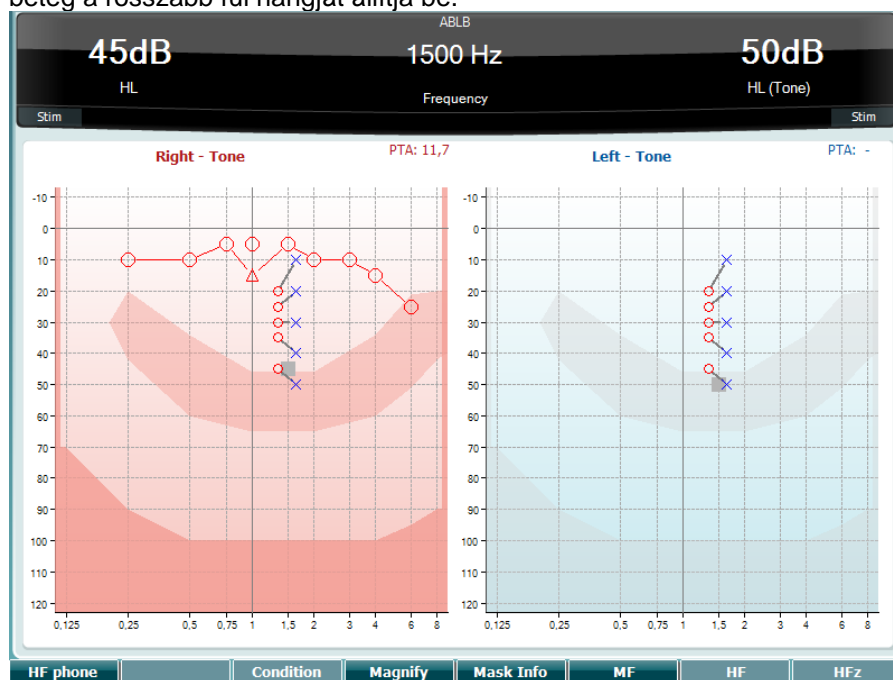 beteg a rosszabb fül hangját állítja be.
ABLB
45dB 1500 Hz 50dB
HL HL (Tone)
Frequency
Stim Stim
Right - Tone PTA: 11,7 Left - Tone PTA: -
-10 -10
0 0
10 10
20 20
30 30
40 40
50 50
60 60
70 70
80 80
90 90
100 100
110 110
120 120
0,125 0,25 0,5 0,75 1 1,5 2 3 4 6 8 0,125 0,25 0,5 0,75 1 1,5 2 3 4 6 8
HF phone Condition Magnify Mask Info MF HF HFz